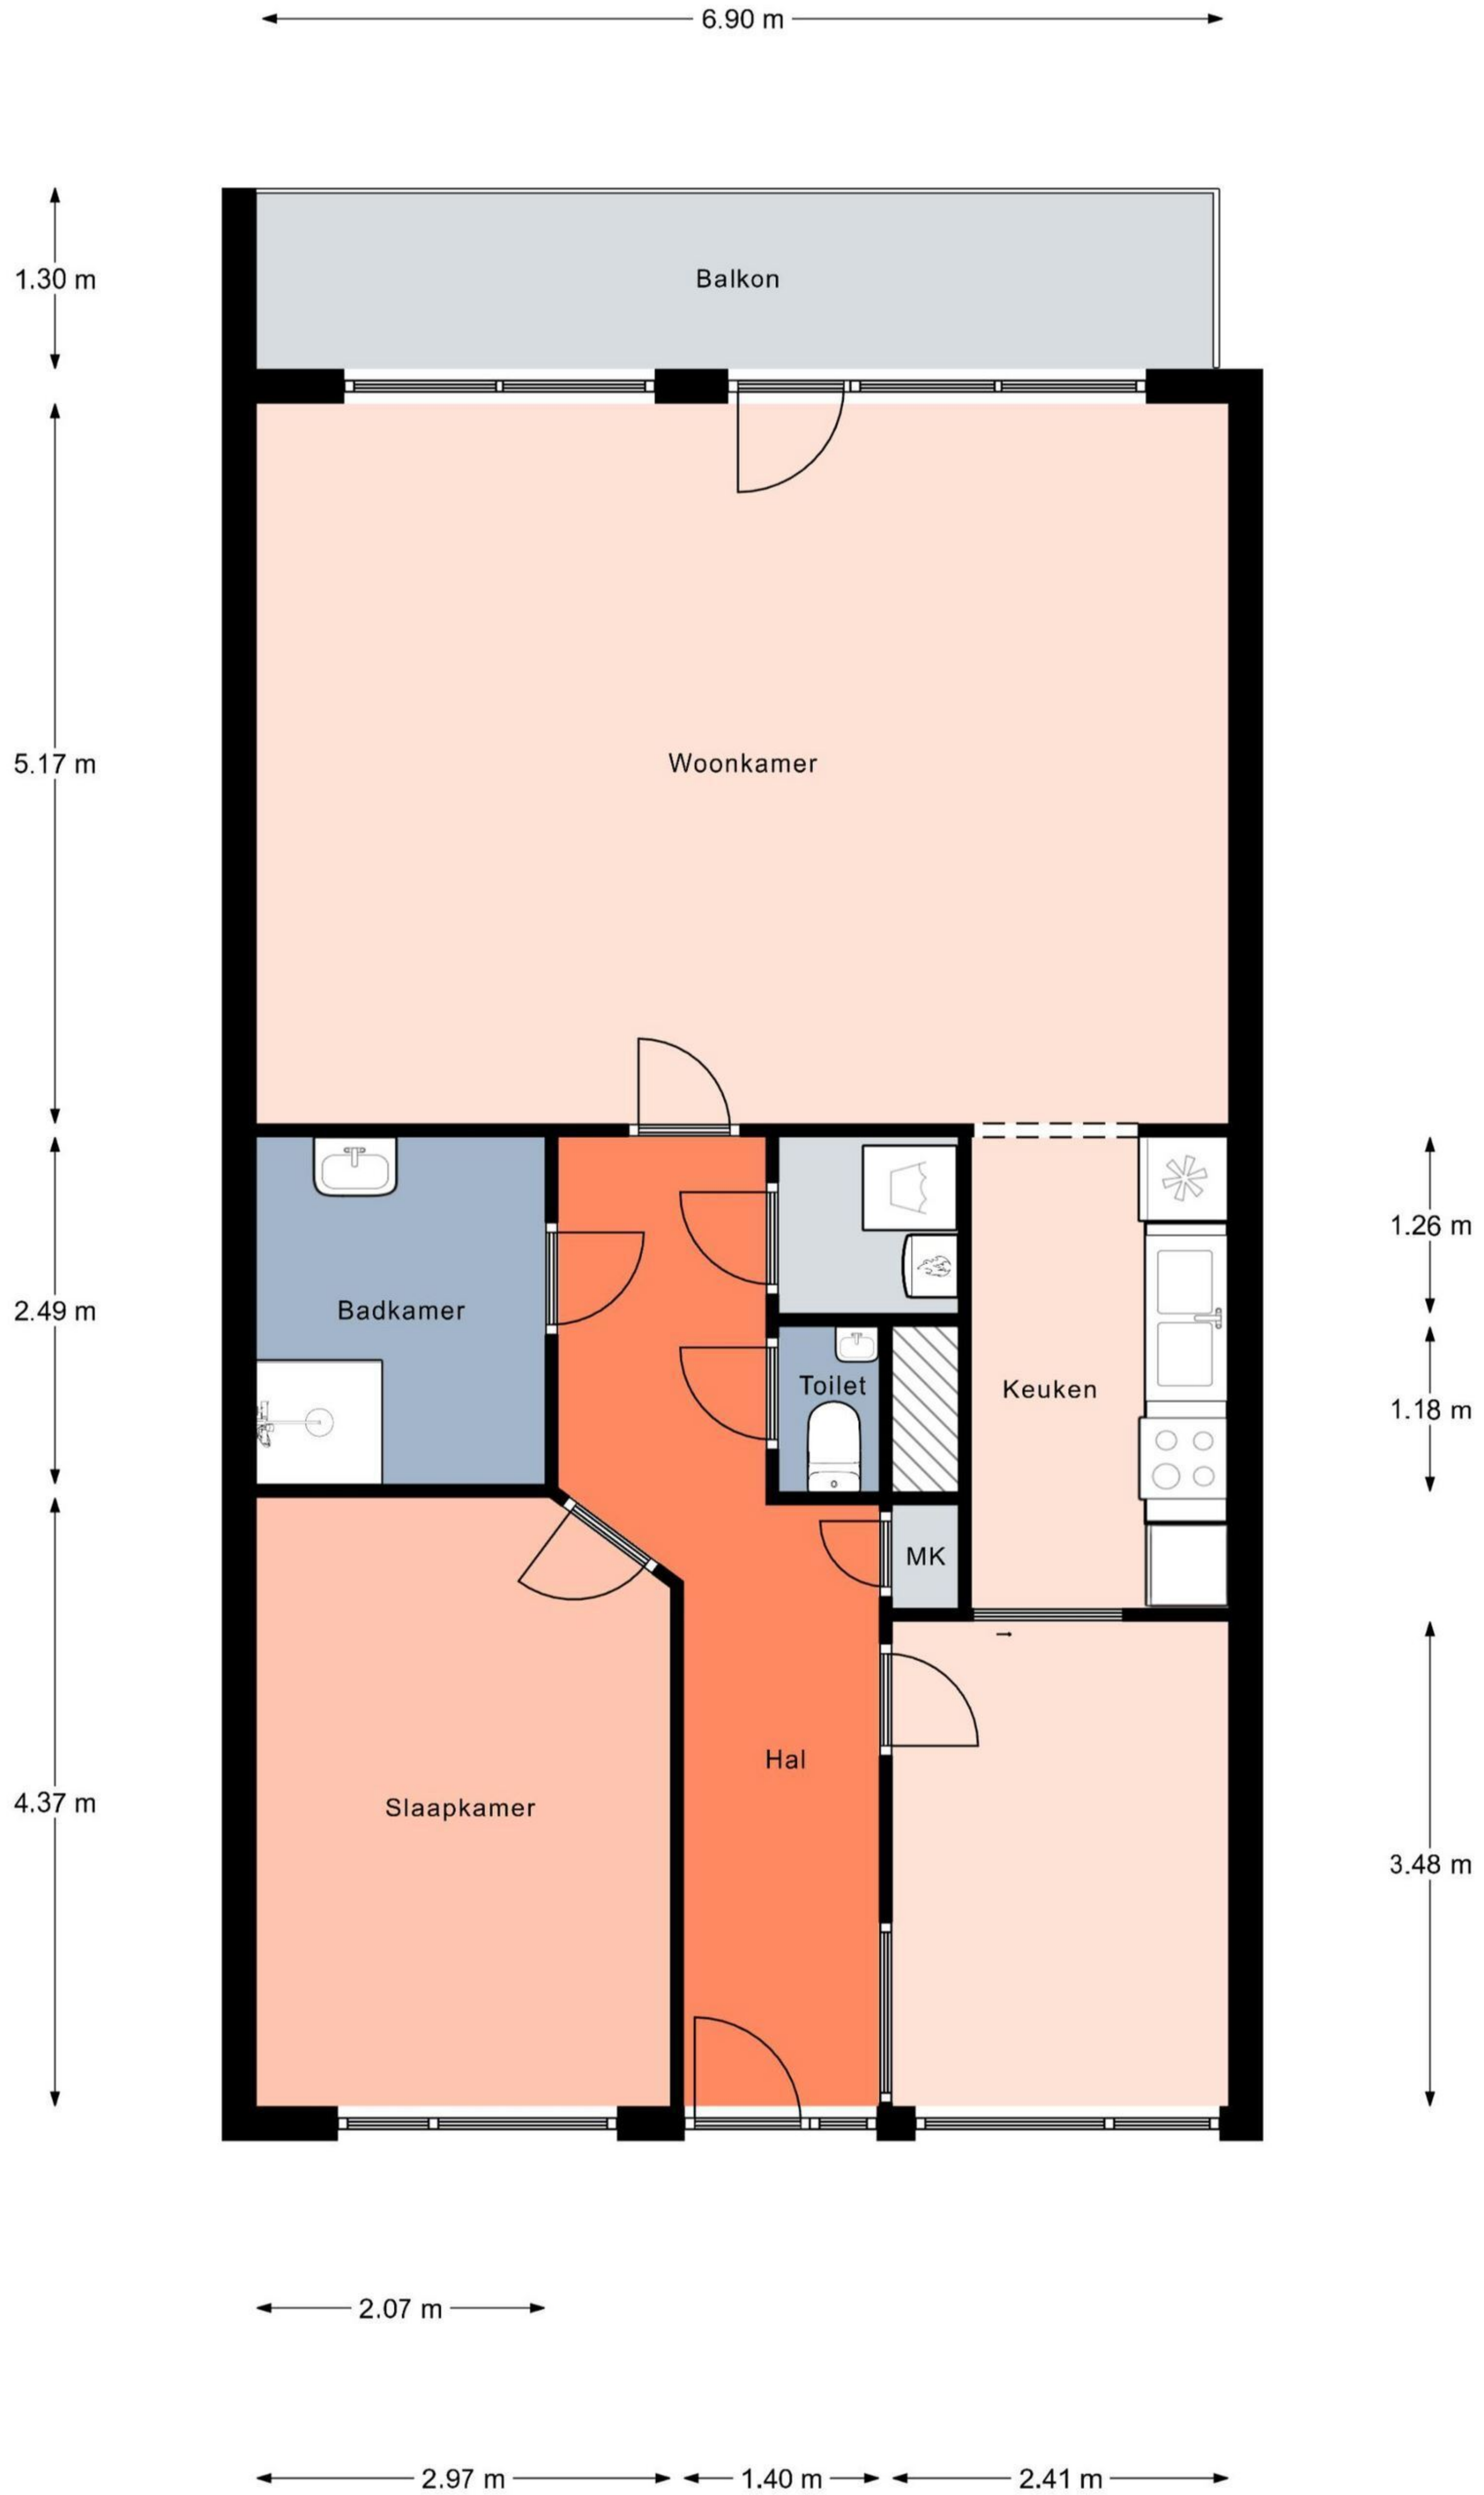 6.90 m
1.30 m
Balkon
5.17 m
Woonkamer
1.26 m
2.49 m
Badkamer
Toilet
Keuken
1.18 m
MK
Hal
4.37 m
Slaapkamer
3.48 m
2.07 m
2.97 m
1.40 m
2.41 m